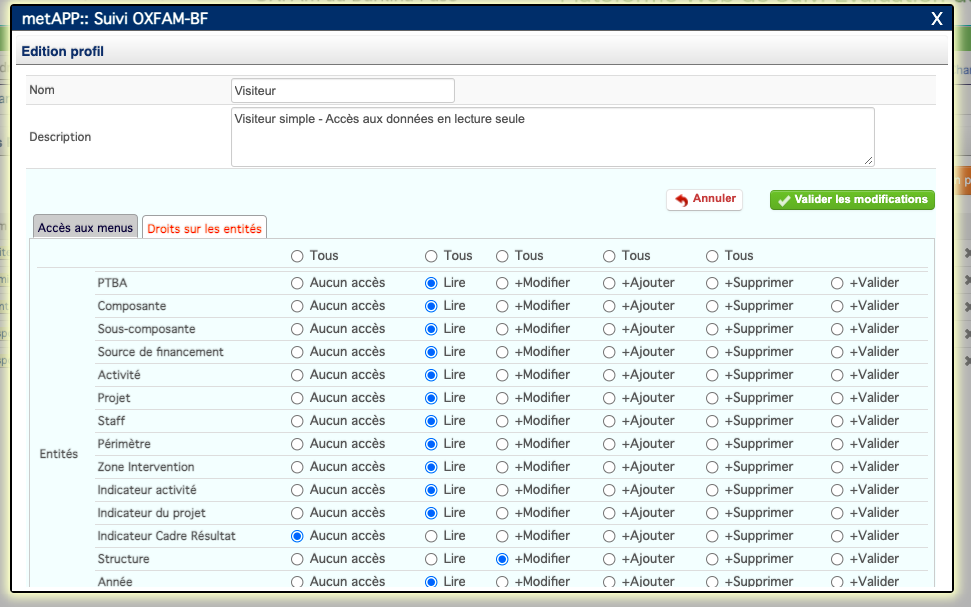 metAPP:: Suivi OXFAM-BF X
Edition profil
Nom Visiteur
Description Visiteur simple - Accès aux données en lecture seule
Annuler Valider les modifications
Accès aux menus Droits sur les entités
Tous Tous Tous Tous Tous
PTBA Aucun accès Lire +Modifier +Ajouter +Supprimer +Valider
Composante Aucun accès Lire +Modifier +Ajouter +Supprimer +Valider
Sous-composante Aucun accès Lire +Modifier +Ajouter +Supprimer +Valider
Source de financement Aucun accès Lire +Modifier +Ajouter +Supprimer +Valider
Activité Aucun accès Lire +Modifier +Ajouter +Supprimer +Valider
Projet Aucun accès Lire +Modifier +Ajouter +Supprimer +Valider
Staff Aucun accès Lire +Modifier +Ajouter +Supprimer +Valider
Périmètre Aucun accès Lire +Modifier +Ajouter +Supprimer +Valider
Entités
Zone Intervention Aucun accès Lire +Modifier +Ajouter +Supprimer +Valider
Indicateur activité Aucun accès Lire +Modifier +Ajouter +Supprimer +Valider
Indicateur du projet Aucun accès Lire +Modifier +Ajouter +Supprimer +Valider
Indicateur Cadre Résultat Aucun accès Lire +Modifier +Ajouter +Supprimer +Valider
Structure Aucun accès Lire +Modifier +Ajouter +Supprimer +Valider
Année Aucun accès Lire +Modifier +Ajouter +Supprimer +Valider